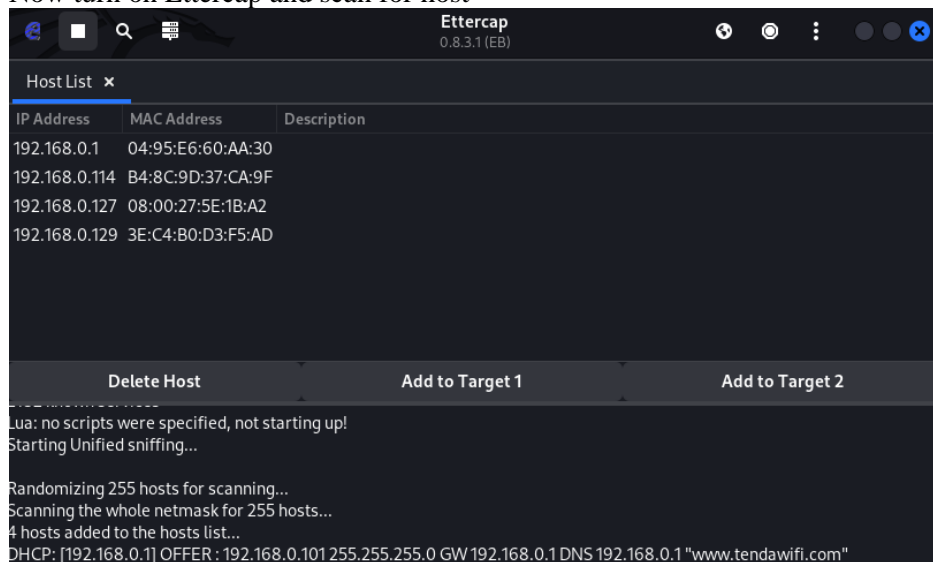 Now turn on Ettercap and scan for host
Ettercap
0.8.3.1 (EB)
Host List ×
IP Address MAC Address Description
192.168.0.1 04:95:E6:60:AA:30
192.168.0.114 B4:8C:9D:37:CA:9F
192.168.0.127 08:00:27:5E:1B:A2
192.168.0.129 3E:C4:B0:D3:F5:AD
Delete Host Add to Target 1 Add to Target 2
Lua: no scripts were specified, not starting up!
Starting Unified sniffing...
Randomizing 255 hosts for scanning...
Scanning the whole netmask for 255 hosts...
4 hosts added to the hosts list...
DHCP: [192.168.0.1] OFFER : 192.168.0.101 255.255.255.0 GW 192.168.0.1 DNS 192.168.0.1 "www.tendawifi.com"